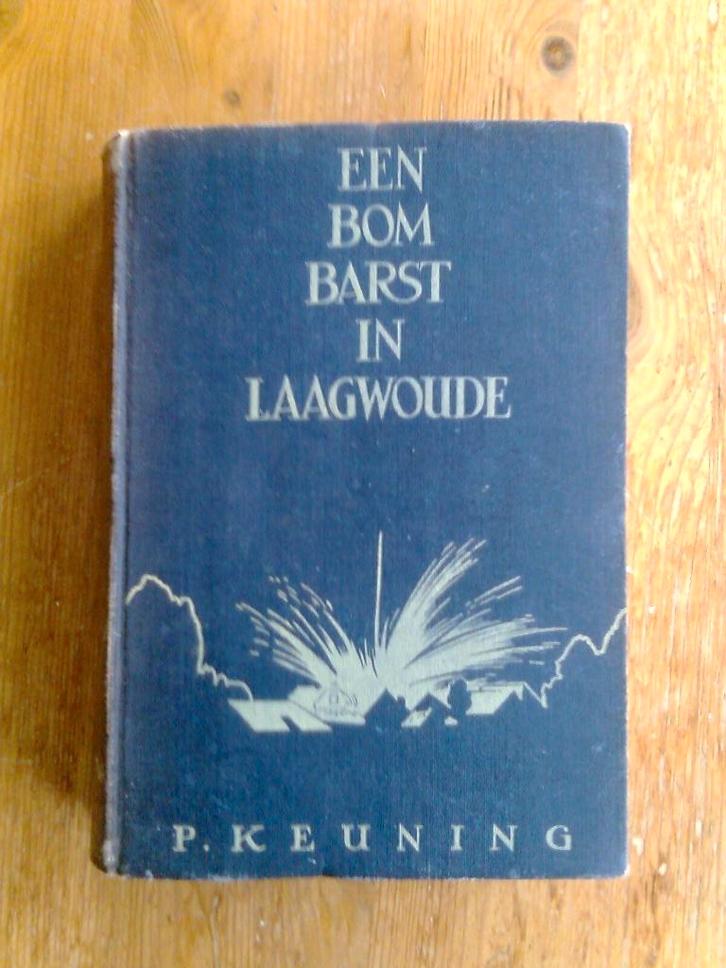 EEN
BOM
BARST
IN
LAAGWOUDE
P. KEUNING